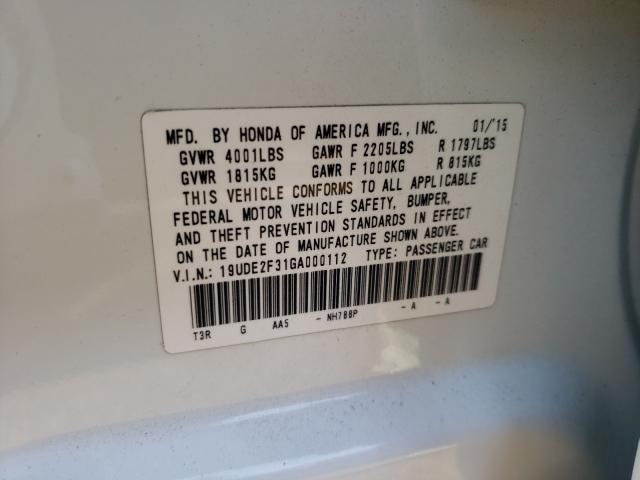 MFD. BY HONDA OF AMERICA MFG., INC. 01/'15
GVWR 4001LBS GAWR F 2205LBS R 1797LBS
GVWR 1815KG GAWR F 1000KG R 815KG
THIS VEHICLE CONFORMS TO ALL APPLICABLE
FEDERAL MOTOR VEHICLE SAFETY, BUMPER,
AND THEFT PREVENTION STANDARDS IN EFFECT
ON THE DATE OF MANUFACTURE SHOWN ABOVE.
V.I.N.: 19UDE2F31GA000112 TYPE: PASSENGER CAR
T3R G AA5 - NH788P - A - A